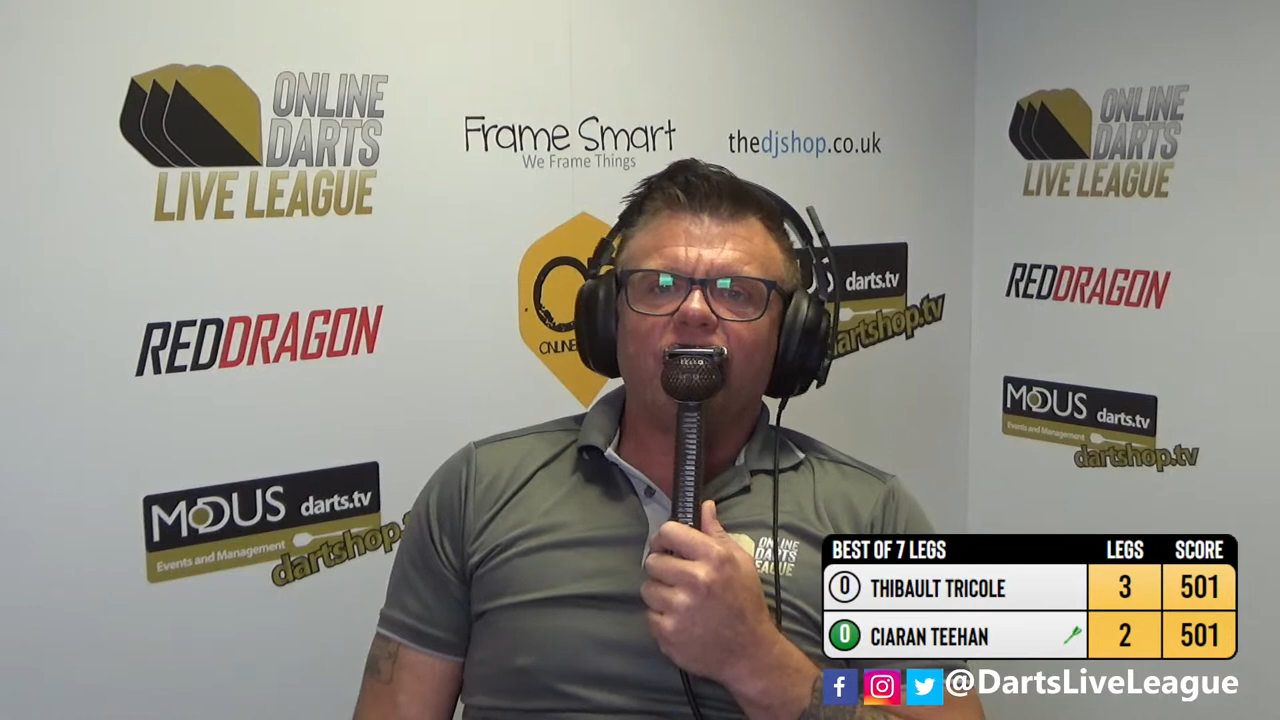 ONLINE
DARTS
LIVE LEAGUE
Frame Smart
We Frame Things
thedjshop.co.uk
ONLINE
DARTS
LIVE LEAGUE
darts.tv
dartshop.tv
ONLINE
REDDRAGON
REDDRAGON
MODUS darts.tv
Events and Management
dartshop.tv
MODUS darts.tv
Events and Management
dartshop.
ONLINE
DARTS
LEAGUE
BEST OF 7 LEGS LEGS SCORE
0 THIBAULT TRICOLE 3 501
0 CIARAN TEEHAN 2 501
@DartsLiveLeague